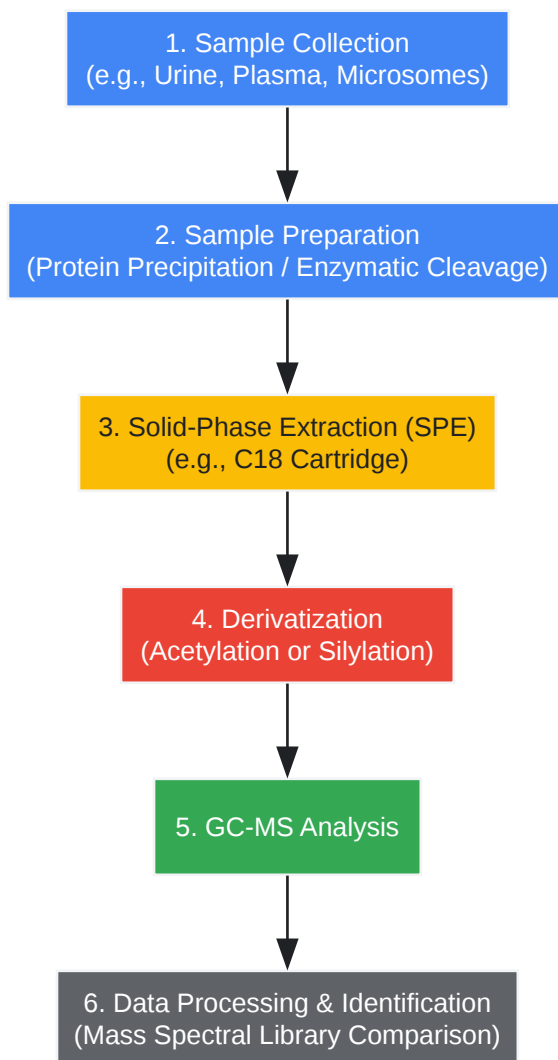 1. Sample Collection
(e.g., Urine, Plasma, Microsomes)
2. Sample Preparation
(Protein Precipitation / Enzymatic Cleavage)
3. Solid-Phase Extraction (SPE)
(e.g., C18 Cartridge)
4. Derivatization
(Acetylation or Silylation)
5. GC-MS Analysis
6. Data Processing & Identification
(Mass Spectral Library Comparison)